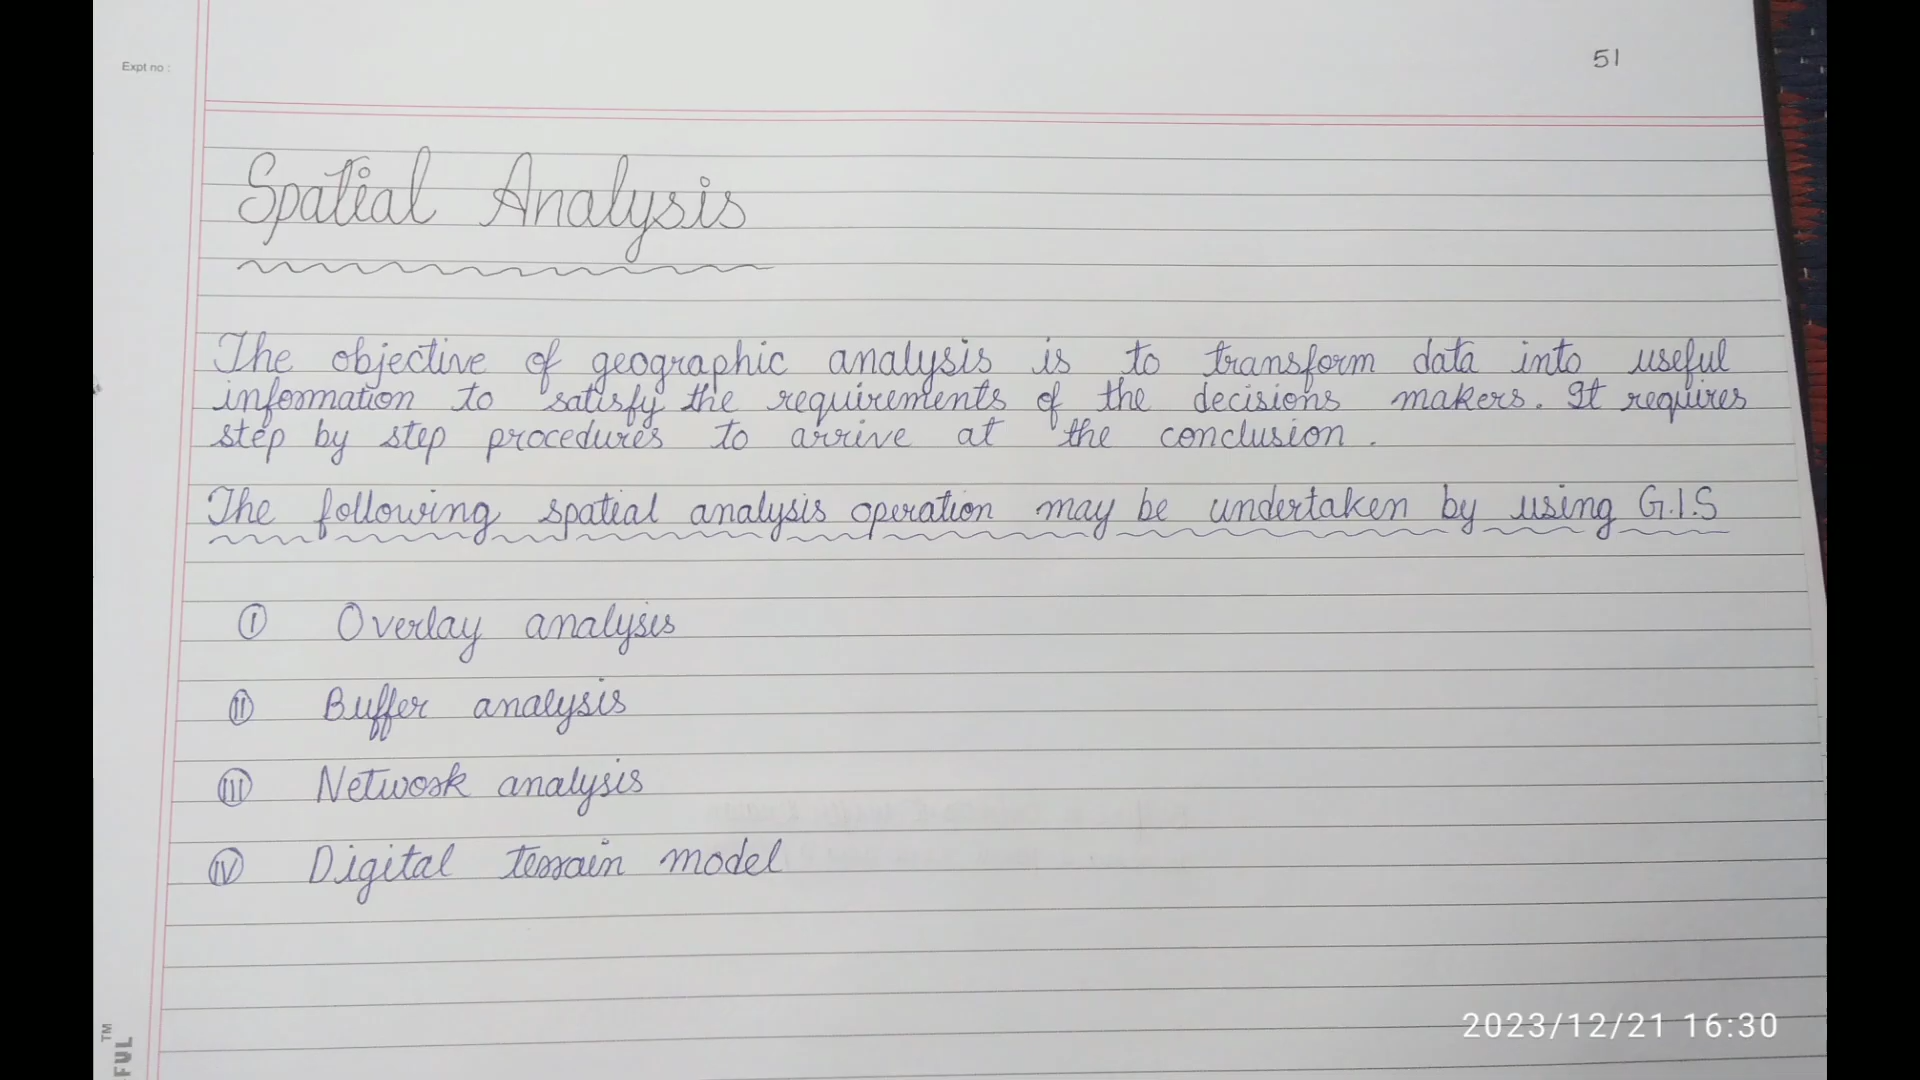 Expt no :
51
Spatial Analysis
The objective of geographic analysis is to transform data into useful
information to satisfy the requirements of the decisions makers. It requires
step by step procedures to arrive at the conclusion.
The following spatial analysis operation may be undertaken by using G.I.S
I Overlay analysis
II Buffer analysis
III Network analysis
IV Digital terrain model
2023/12/21 16:30
FUL™